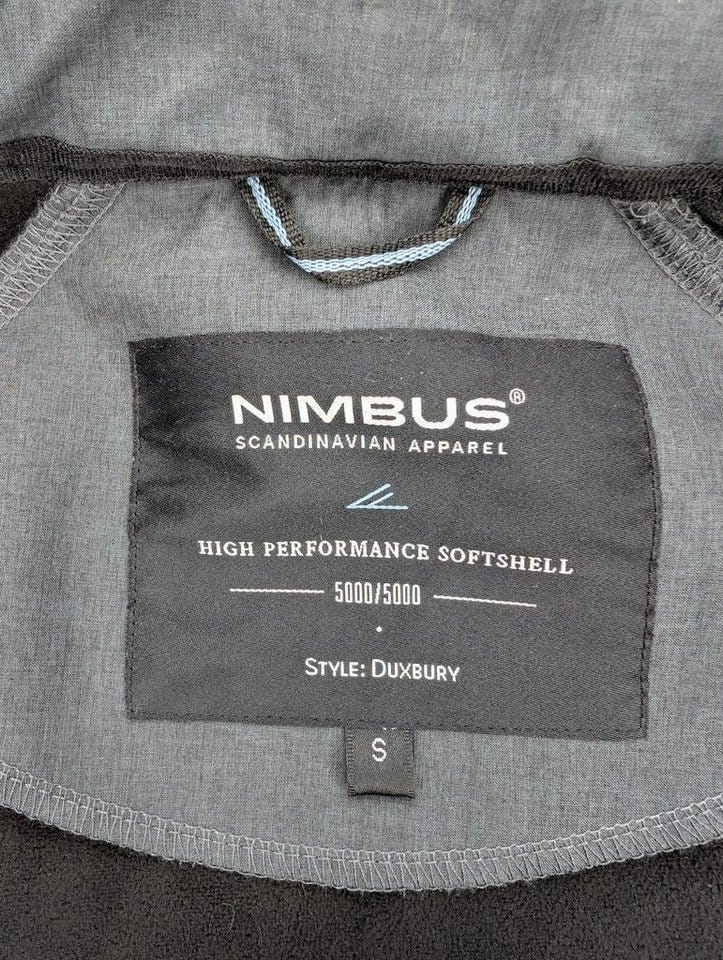 NIMBUS®
SCANDINAVIAN APPAREL
HIGH PERFORMANCE SOFTSHELL
5000/5000
STYLE: DUXBURY
S